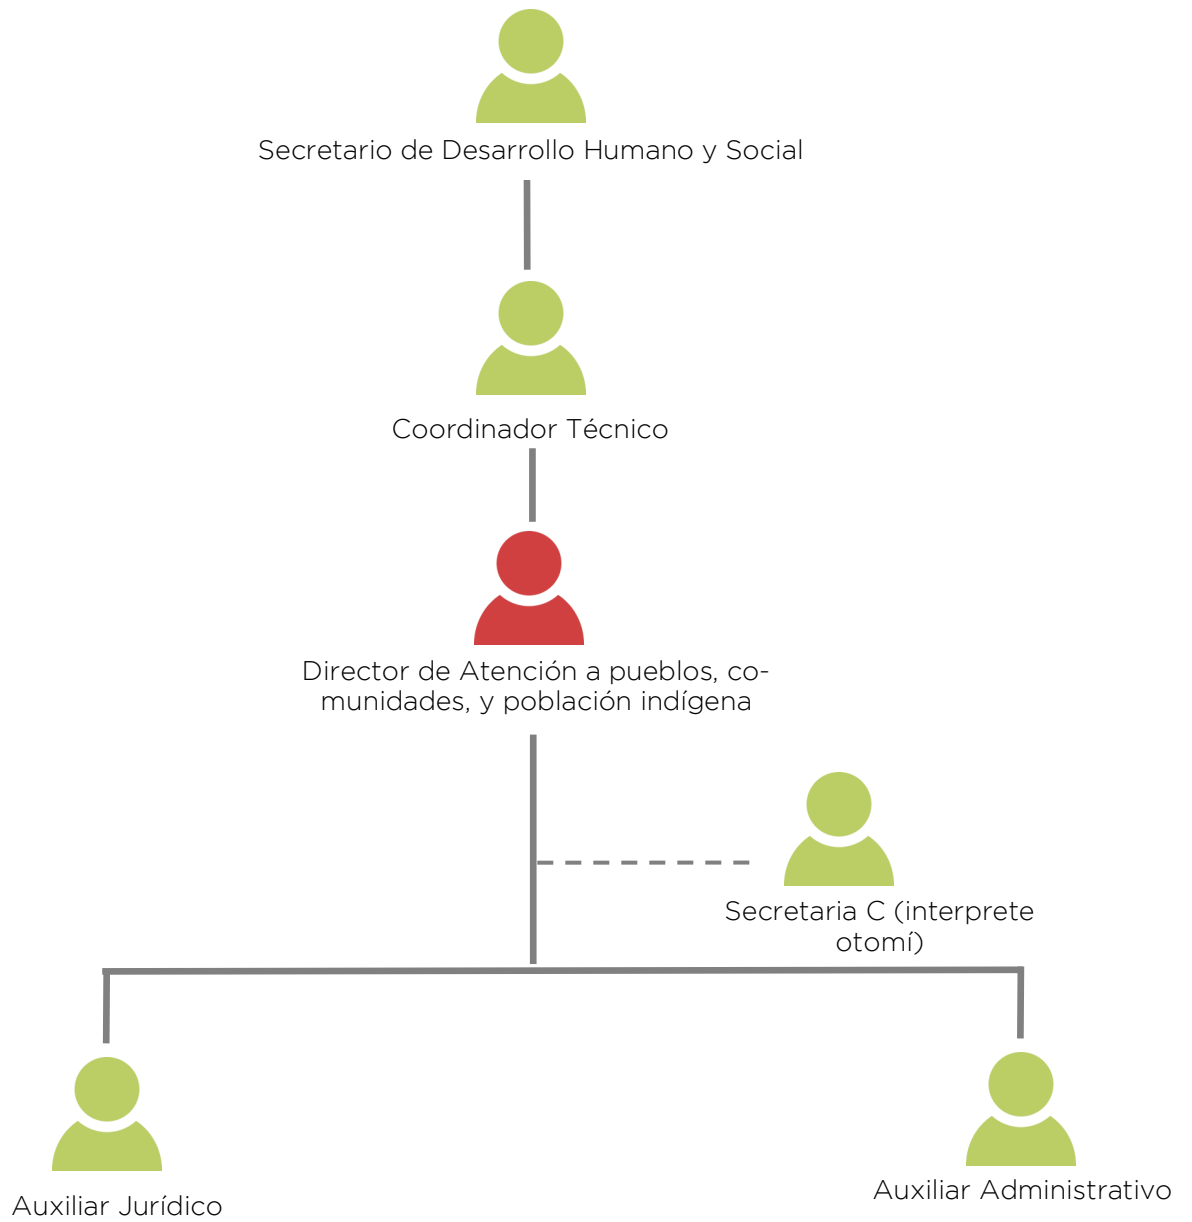 Secretario de Desarrollo Humano y Social
Coordinador Técnico
Director de Atención a pueblos, co-
munidades, y población indígena
Secretaria C (interprete
otomí)
Auxiliar Jurídico
Auxiliar Administrativo